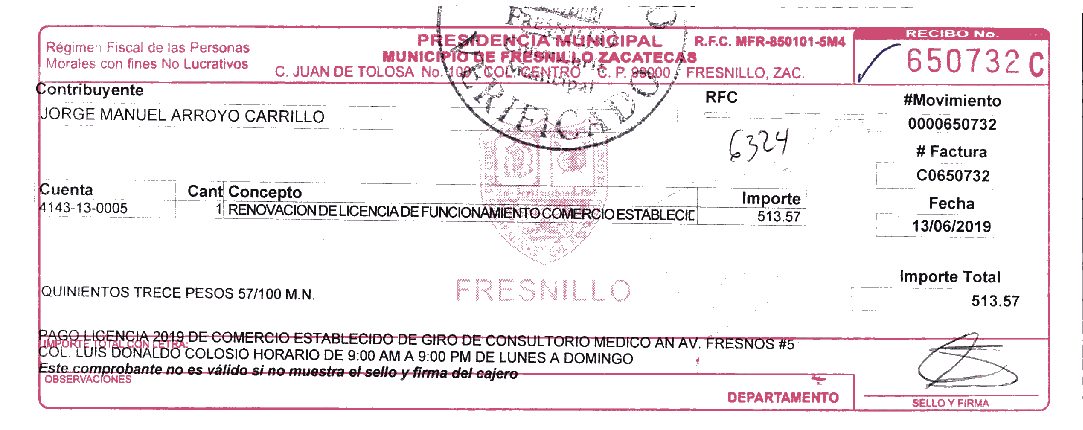 Régimen Fiscal de las Personas
Morales con fines No Lucrativos
PRESIDENCIA MUNICIPAL
MUNICIPIO DE FRESNILLO ZACATECAS
C. JUAN DE TOLOSA No. 100 COL. CENTRO C. P. 99000 FRESNILLO, ZAC.
R.F.C. MFR-850101-5M4
RECIBO No.
650732 C
FRESNILLO
Municipal
VERIFICADO
Contribuyente
JORGE MANUEL ARROYO CARRILLO
RFC
6324
#Movimiento
0000650732
# Factura
C0650732
Fecha
13/06/2019
Cuenta Cant Concepto Importe
4143-13-0005 1 RENOVACION DE LICENCIA DE FUNCIONAMIENTO COMERCIO ESTABLECID 513.57
FRESNILLO
Importe Total
513.57
QUINIENTOS TRECE PESOS 57/100 M.N.
PAGO LICENCIA 2019 DE COMERCIO ESTABLECIDO DE GIRO DE CONSULTORIO MEDICO AN AV. FRESNOS #5
IMPORTE TOTAL CON LETRA:
COL. LUIS DONALDO COLOSIO HORARIO DE 9:00 AM A 9:00 PM DE LUNES A DOMINGO
Este comprobante no es válido si no muestra el sello y firma del cajero
OBSERVACIONES
DEPARTAMENTO
SELLO Y FIRMA